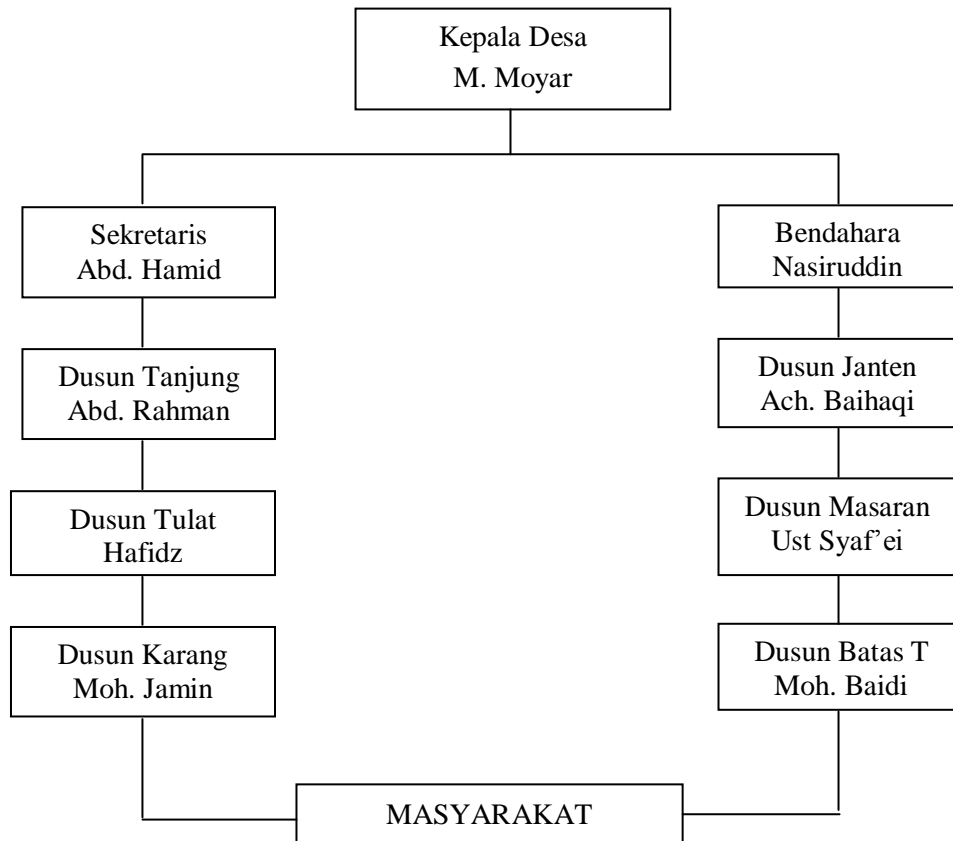 Kepala Desa
M. Moyar
Sekretaris
Abd. Hamid
Bendahara
Nasiruddin
Dusun Tanjung
Abd. Rahman
Dusun Janten
Ach. Baihaqi
Dusun Tulat
Hafidz
Dusun Masaran
Ust Syaf’ei
Dusun Karang
Moh. Jamin
Dusun Batas T
Moh. Baidi
MASYARAKAT